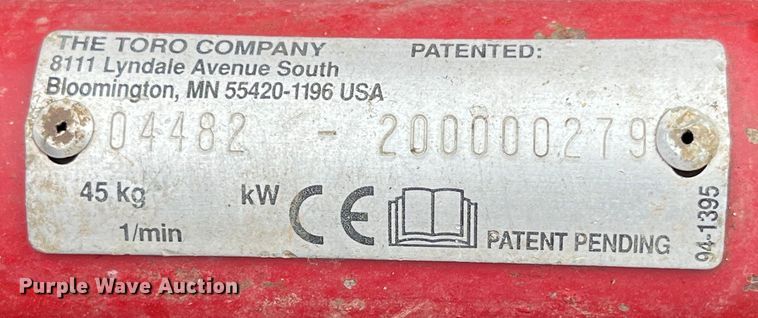 THE TORO COMPANY PATENTED:
8111 Lyndale Avenue South
Bloomington, MN 55420-1196 USA
04482 - 200000279
45 kg kW CE
1/min PATENT PENDING
94-1395
Purple Wave Auction